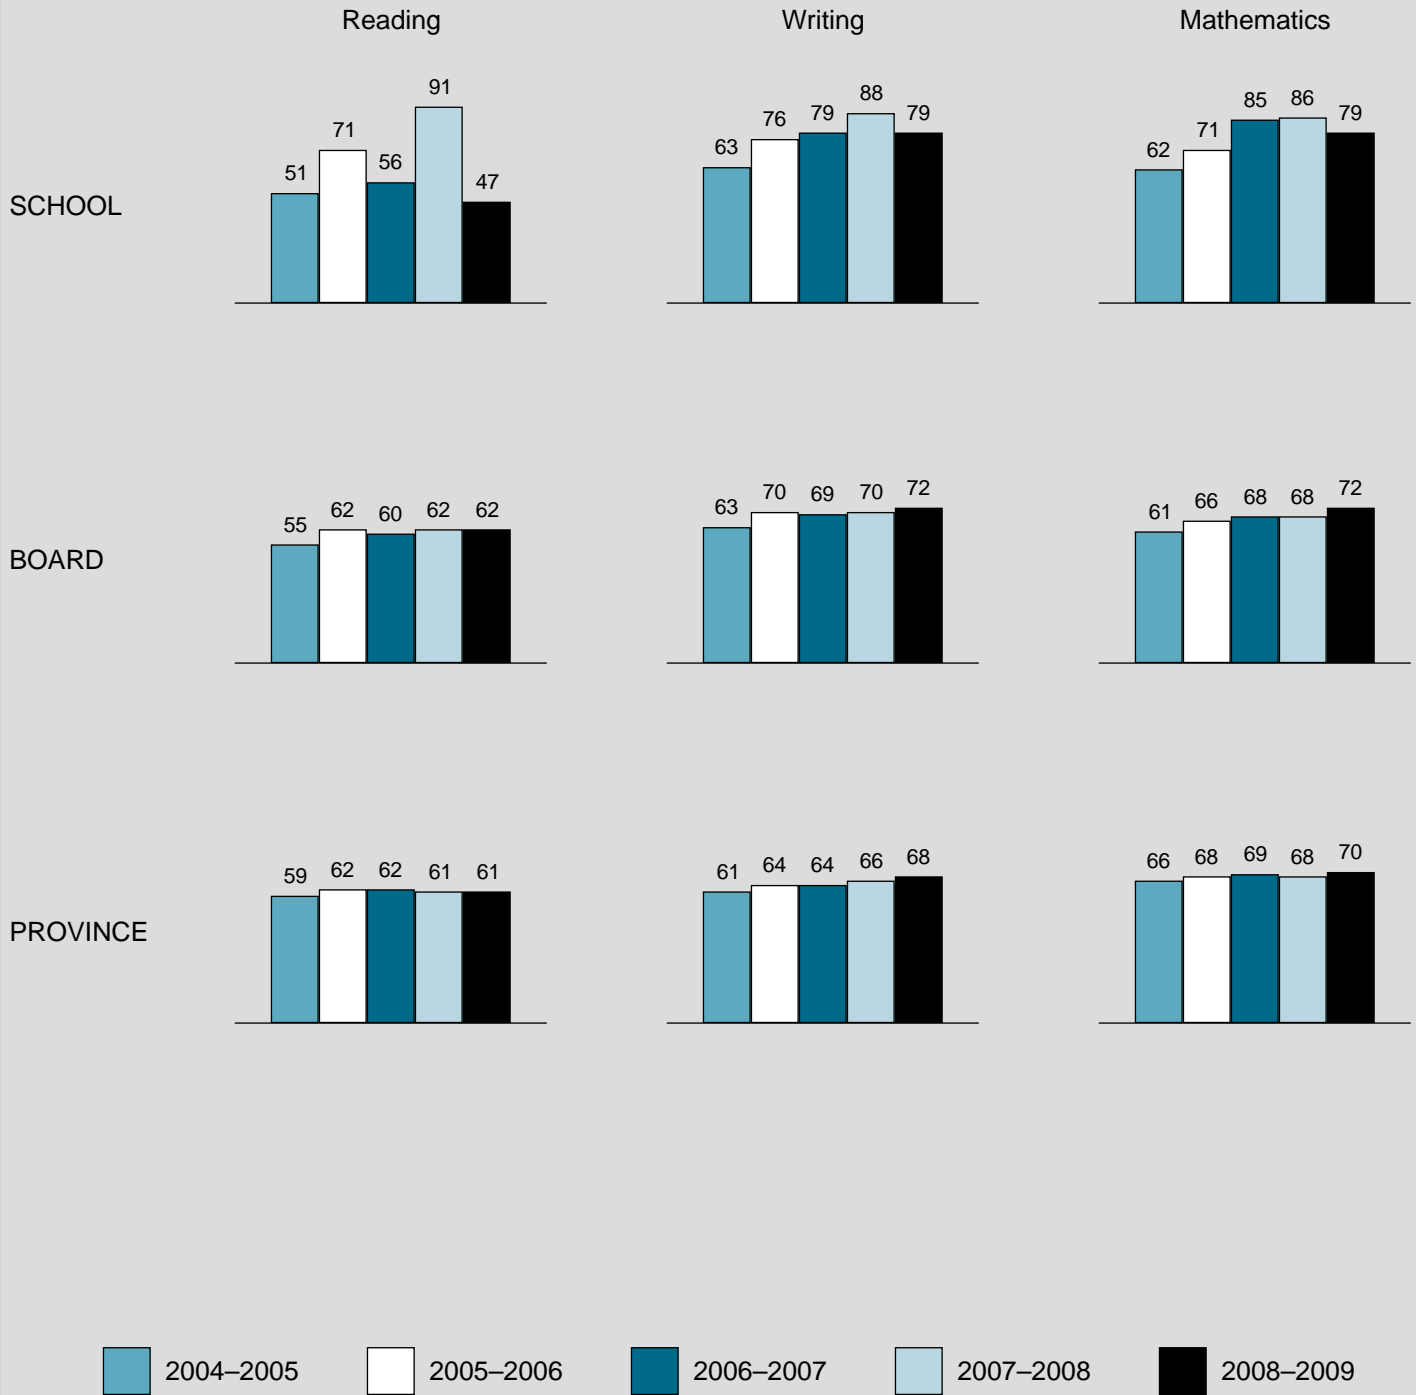 Reading Writing Mathematics
SCHOOL
51 71 56 91 47
63 76 79 88 79
62 71 85 86 79
BOARD
55 62 60 62 62
63 70 69 70 72
61 66 68 68 72
PROVINCE
59 62 62 61 61
61 64 64 66 68
66 68 69 68 70
2004–2005 2005–2006 2006–2007 2007–2008 2008–2009